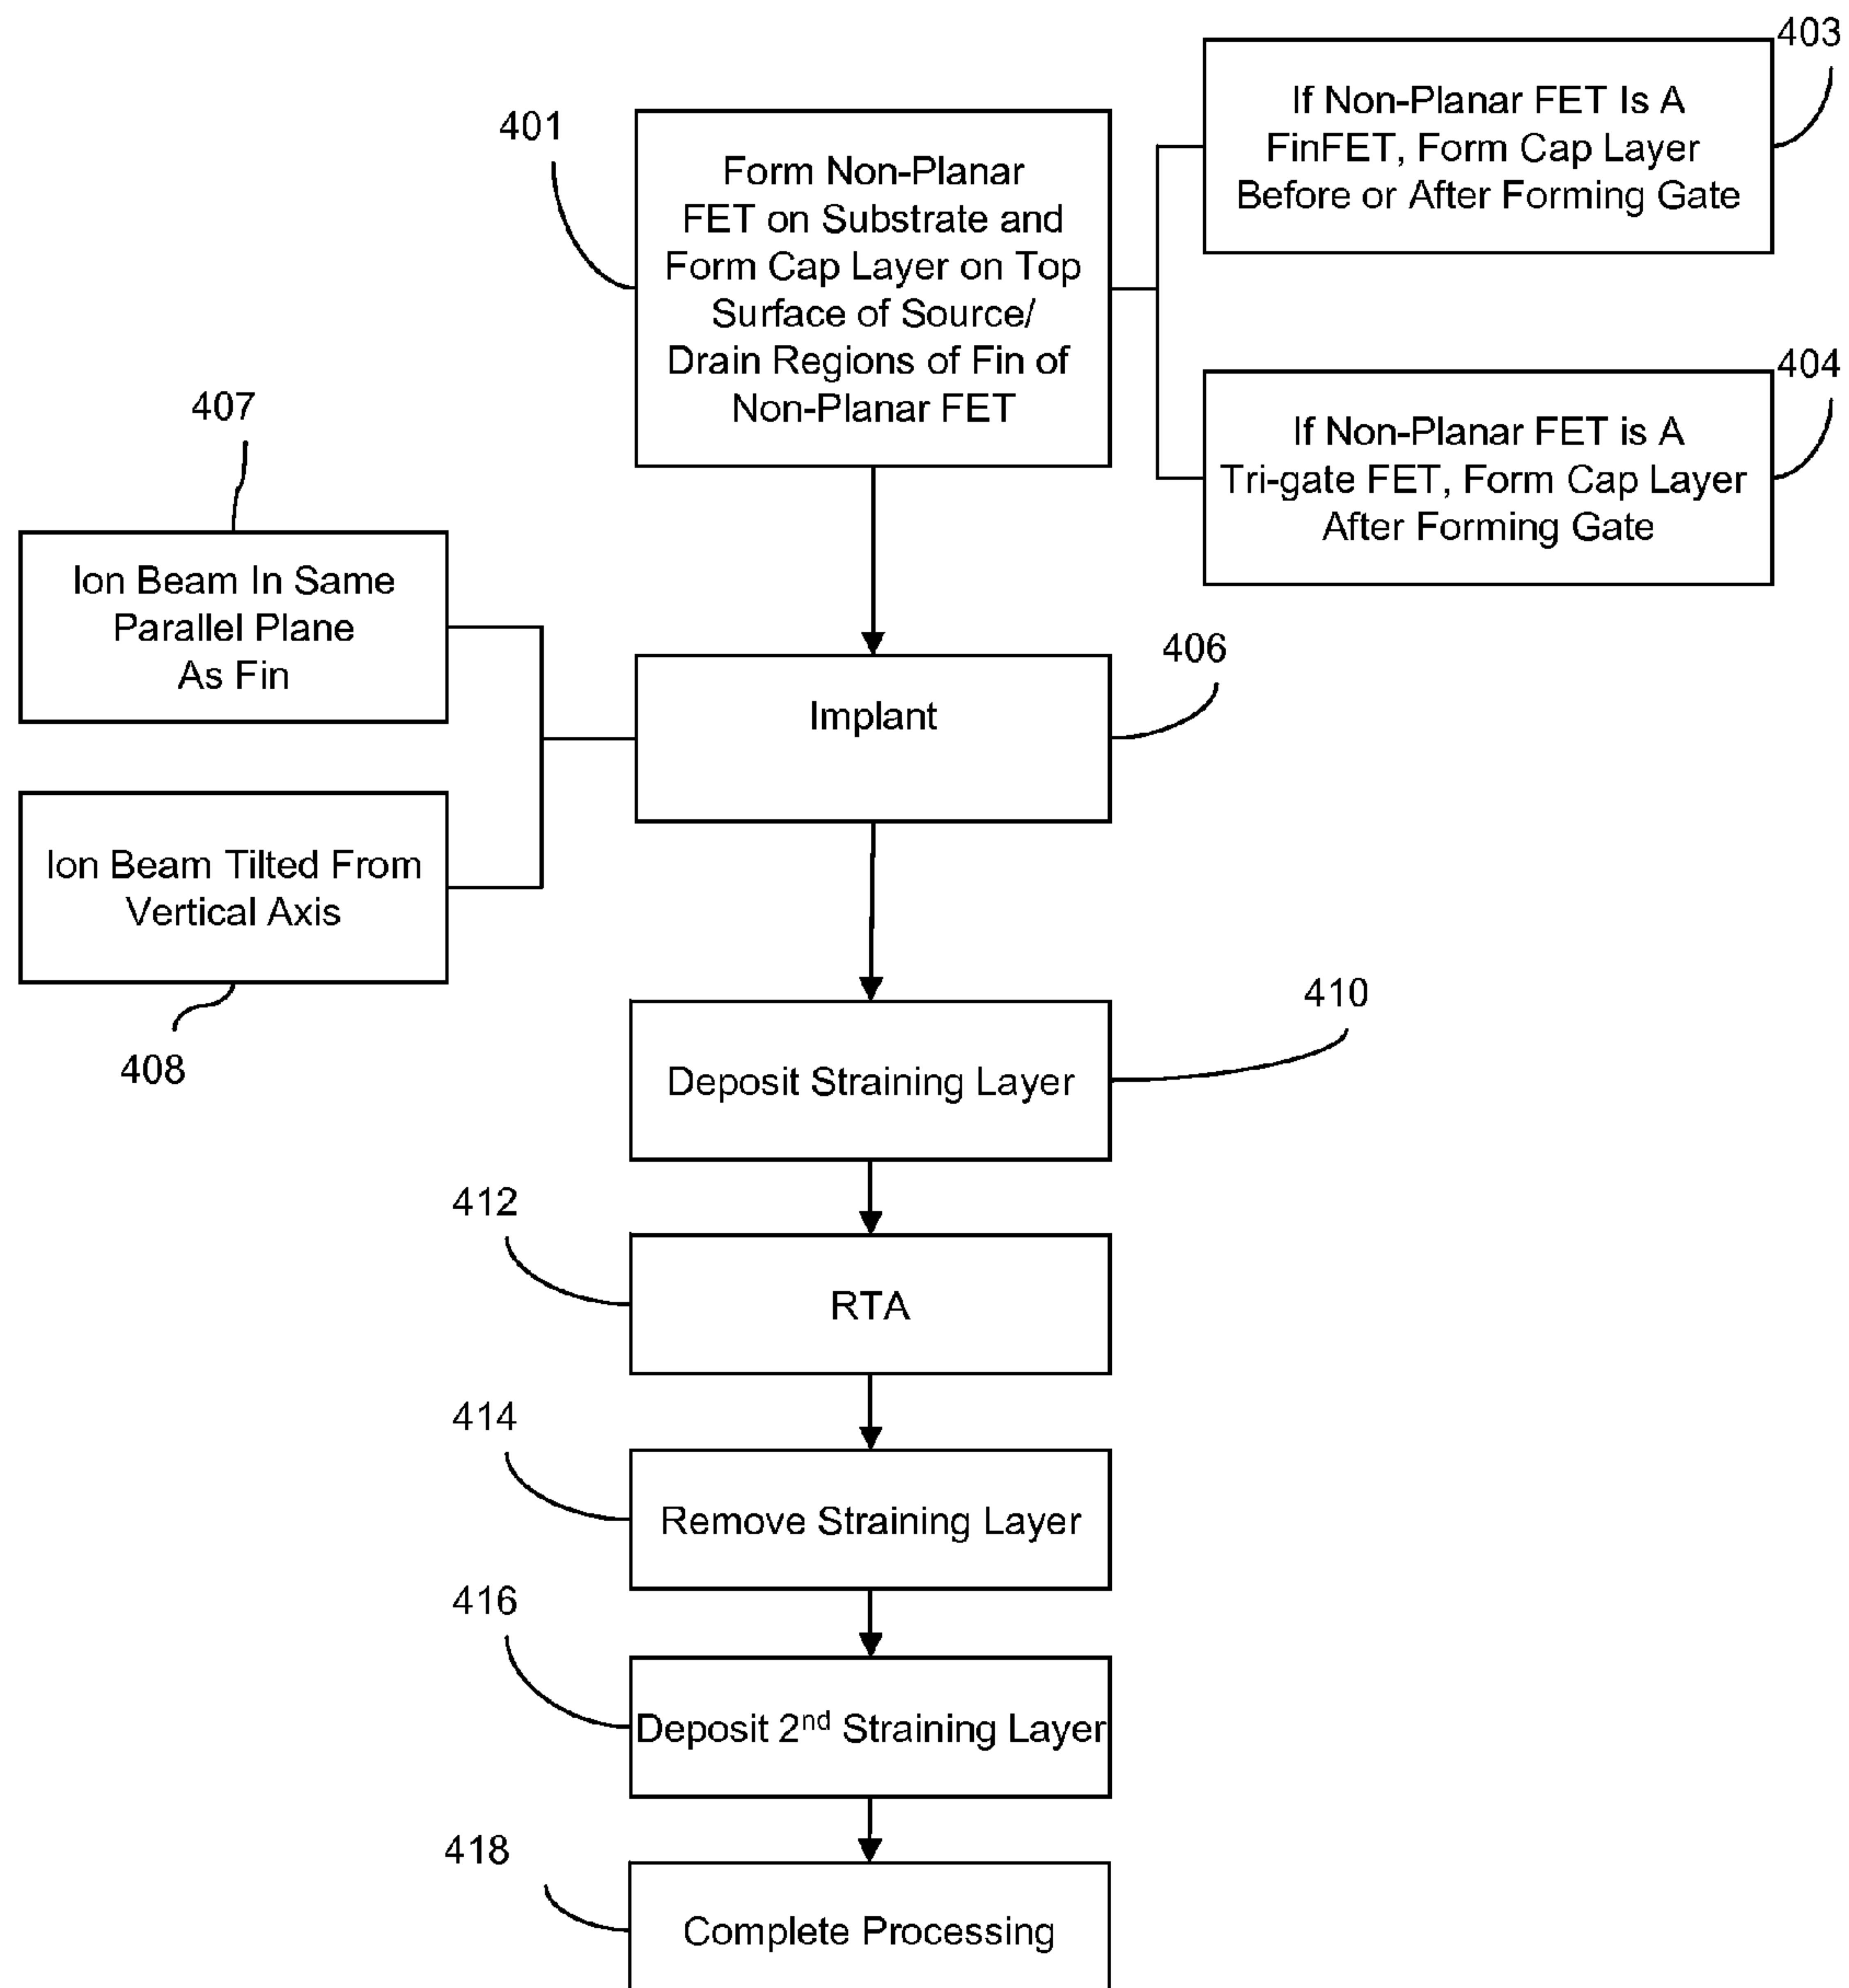 403
If Non-Planar FET Is A
FinFET, Form Cap Layer
Before or After Forming Gate
401
Form Non-Planar
FET on Substrate and
Form Cap Layer on Top
Surface of Source/
Drain Regions of Fin of
Non-Planar FET
404
If Non-Planar FET is A
Tri-gate FET, Form Cap Layer
After Forming Gate
407
Ion Beam In Same
Parallel Plane
As Fin
406
Implant
Ion Beam Tilted From
Vertical Axis
408
410
Deposit Straining Layer
412
RTA
414
Remove Straining Layer
416
Deposit 2nd Straining Layer
418
Complete Processing